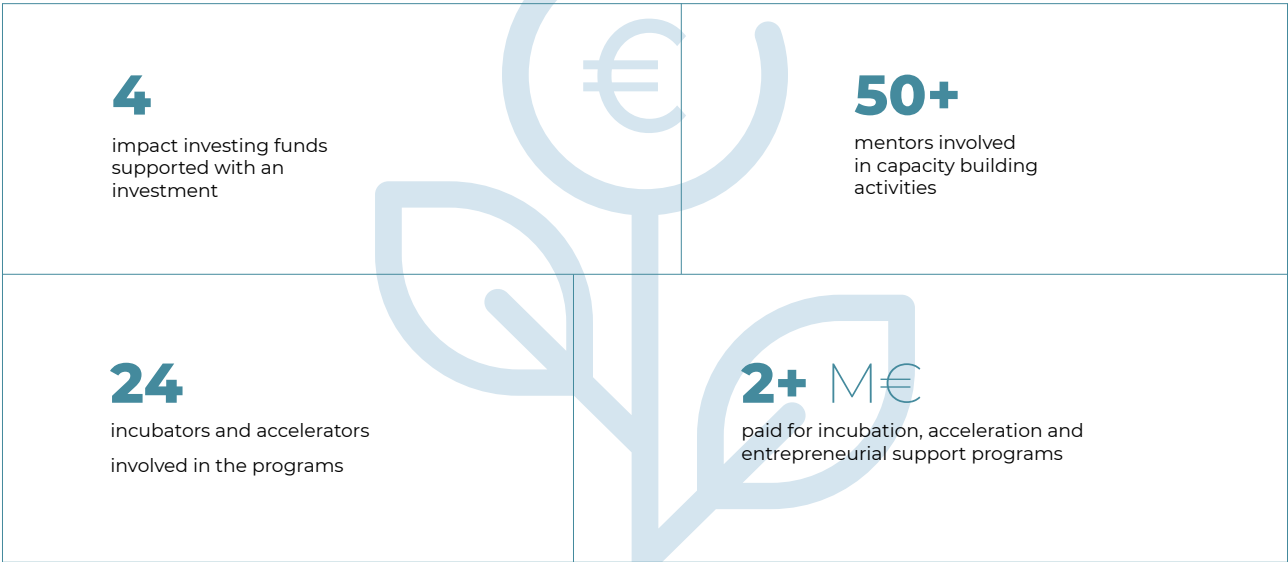 €
4
impact investing funds
supported with an
investment
50+
mentors involved
in capacity building
activities
24
incubators and accelerators
involved in the programs
2+ M€
paid for incubation, acceleration and
entrepreneurial support programs